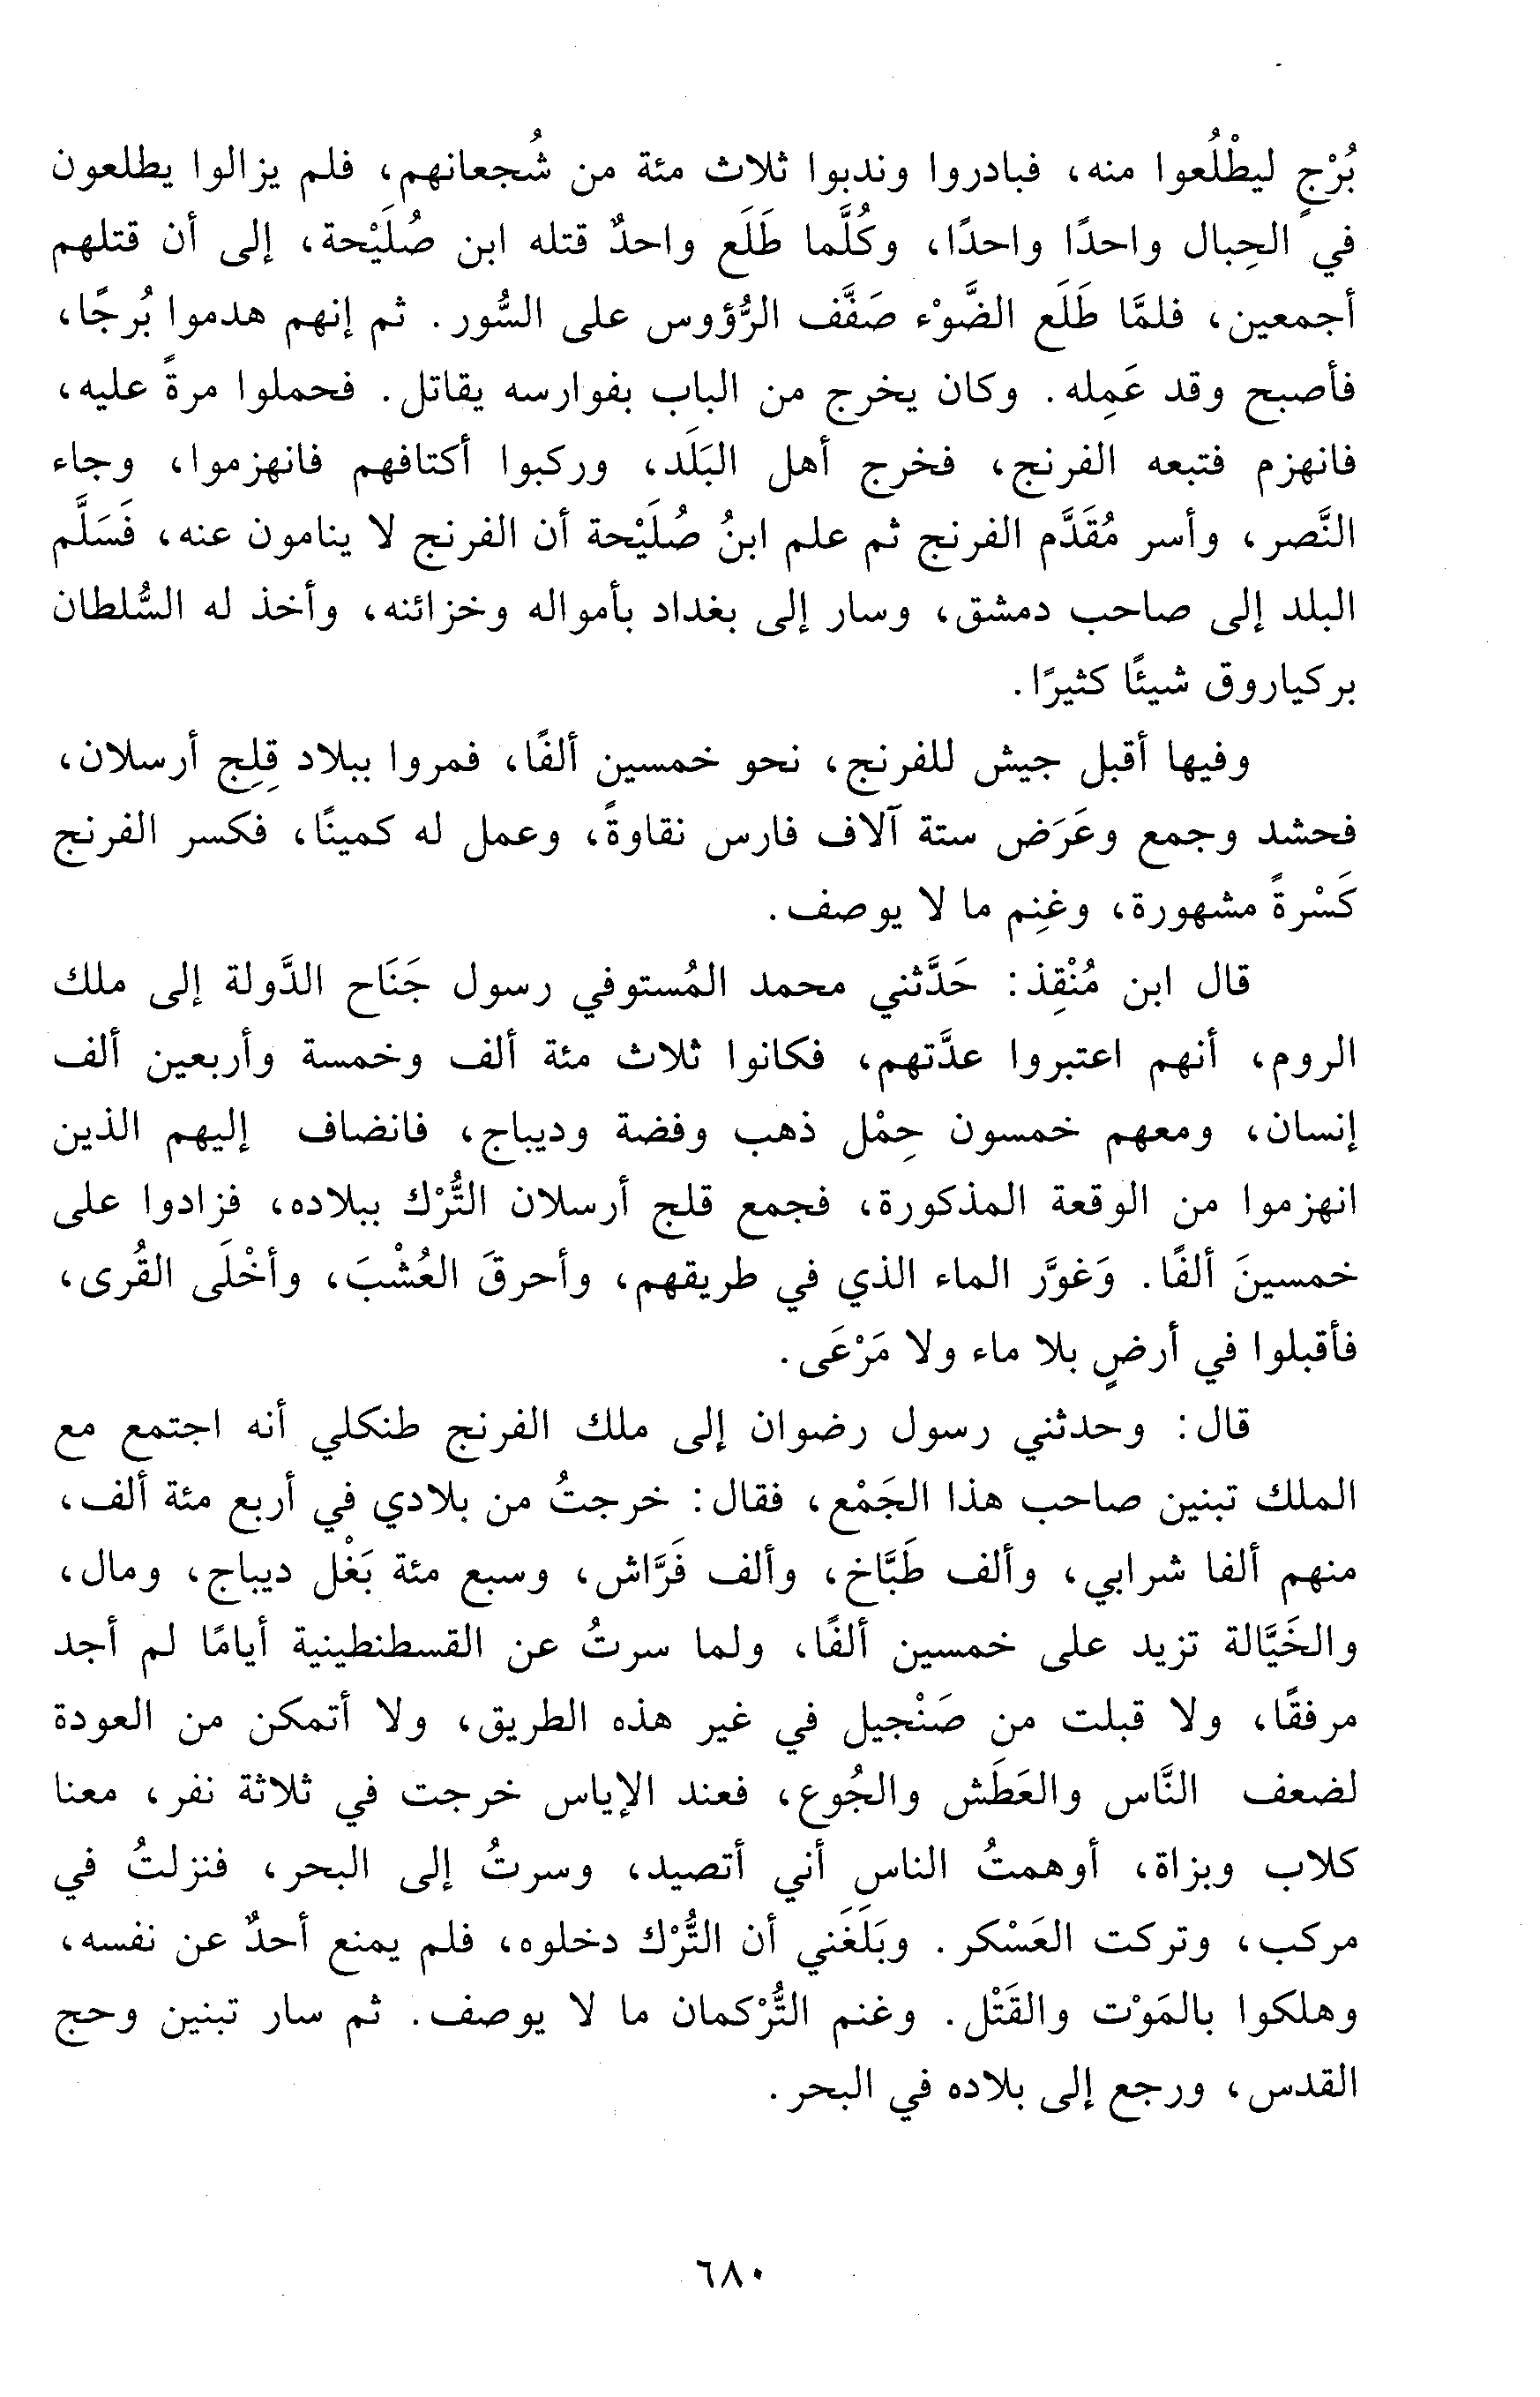 بُرْجٍ ليطْلُعوا منه، فبادروا وندبوا ثلاث مئة من شُجعانهم، فلم يزالوا يطلعون
في الحِبال واحدًا واحدًا، وكُلَّما طَلَع واحدٌ قتله ابن صُلَيْحة، إلى أن قتلهم
أجمعين، فلمَّا طَلَع الضَّوْء صَفَّف الرُّؤوس على السُّور. ثم إنهم هدموا بُرجًا،
فأصبح وقد عَمِله. وكان يخرج من الباب بفوارسه يقاتل. فحملوا مرةً عليه،
فانهزم فتبعه الفرنج، فخرج أهل البَلَد، وركبوا أكتافهم فانهزموا، وجاء
النَّصر، وأسر مُقَدَّم الفرنج ثم علم ابنُ صُلَيْحة أن الفرنج لا ينامون عنه، فَسَلَّم
البلد إلى صاحب دمشق، وسار إلى بغداد بأمواله وخزائنه، وأخذ له السُّلطان
بركياروق شيئًا كثيرًا.
وفيها أقبل جيش للفرنج، نحو خمسين ألفًا، فمروا ببلاد قِلِج أرسلان،
فحشد وجمع وعَرَض ستة آلاف فارس نقاوةً، وعمل له كمينًا، فكسر الفرنج
كَسْرةً مشهورة، وغنِم ما لا يوصف.
قال ابن مُنْقِذ: حَدَّثني محمد المُستوفي رسول جَنَاح الدَّولة إلى ملك
الروم، أنهم اعتبروا عدَّتهم، فكانوا ثلاث مئة ألف وخمسة وأربعين ألف
إنسان، ومعهم خمسون حِمْل ذهب وفضة وديباج، فانضاف إليهم الذين
انهزموا من الوقعة المذكورة، فجمع قلج أرسلان التُّرْك ببلاده، فزادوا على
خمسينَ ألفًا. وَغوَّر الماء الذي في طريقهم، وأحرقَ العُشْبَ، وأخْلَى القُرى،
فأقبلوا في أرضٍ بلا ماء ولا مَرْعَى.
قال: وحدثني رسول رضوان إلى ملك الفرنج طنكلي أنه اجتمع مع
الملك تبنين صاحب هذا الجَمْع، فقال: خرجتُ من بلادي في أربع مئة ألف،
منهم ألفا شرابي، وألف طَبَّاخ، وألف فَرَّاش، وسبع مئة بَغْل ديباج، ومال،
والخَيَّالة تزيد على خمسين ألفًا، ولما سرتُ عن القسطنطينية أيامًا لم أجد
مرفقًا، ولا قبلت من صَنْجيل في غير هذه الطريق، ولا أتمكن من العودة
لضعف النَّاس والعَطَش والجُوع، فعند الإياس خرجت في ثلاثة نفر، معنا
كلاب وبزاة، أوهمتُ الناس أني أتصيد، وسرتُ إلى البحر، فنزلتُ في
مركب، وتركت العَسْكر. وبَلَغَني أن التُّرْك دخلوه، فلم يمنع أحدٌ عن نفسه،
وهلكوا بالمَوْت والقَتْل. وغنم التُّرْكمان ما لا يوصف. ثم سار تبنين وحج
القدس، ورجع إلى بلاده في البحر.
٦٨٠